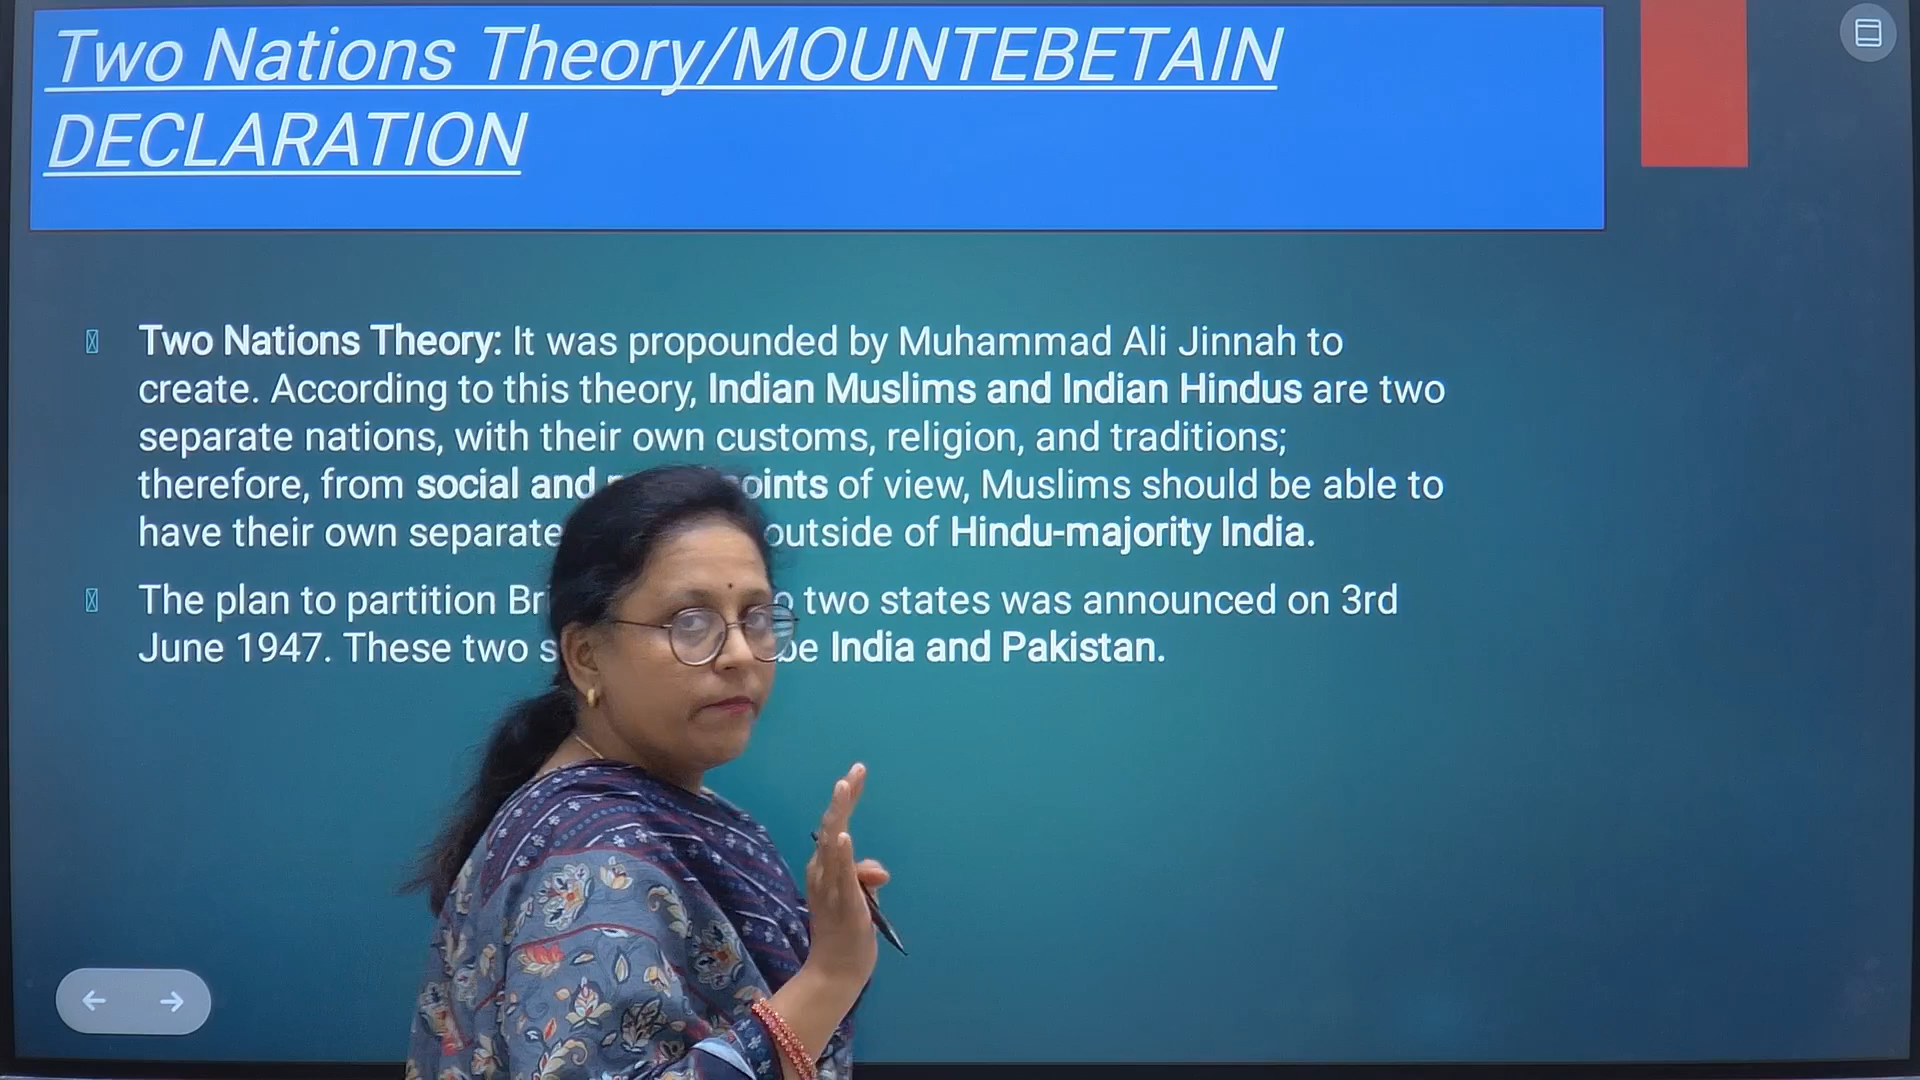 Two Nations Theory/MOUNTEBETAIN
DECLARATION
Two Nations Theory: It was propounded by Muhammad Ali Jinnah to
create. According to this theory, Indian Muslims and Indian Hindus are two
separate nations, with their own customs, religion, and traditions;
therefore, from social and of view, Muslims should be able to
have their own separate outside of Hindu-majority India.
The plan to partition two states was announced on 3rd
June 1947. These two be India and Pakistan.